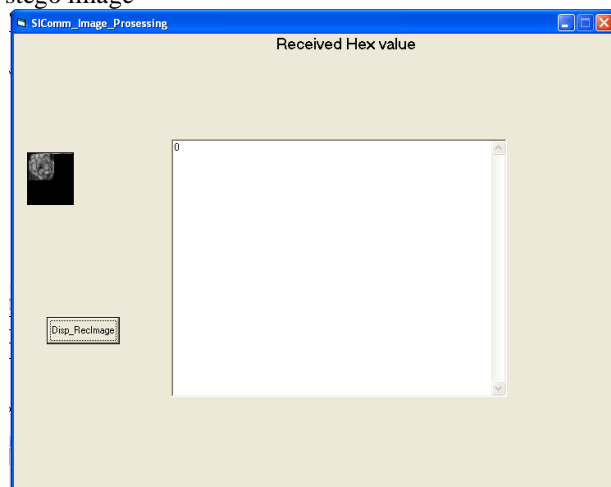 stego image
SIComm_Image_Prosessing
Received Hex value
0
Disp_RecImage